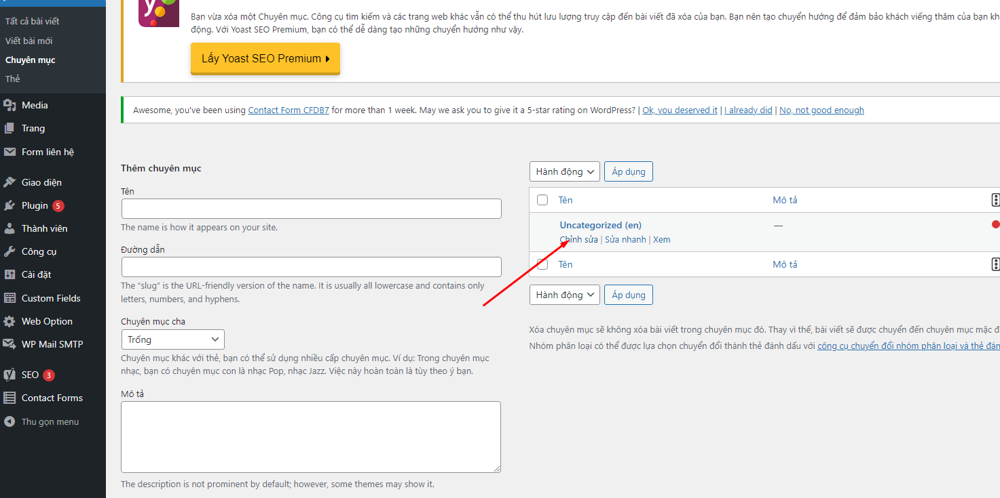 Tất cả bài viết
Viết bài mới
Chuyên mục
Thẻ
Media
Trang
Form liên hệ
Giao diện
Plugin 5
Thành viên
Công cụ
Cài đặt
Custom Fields
Web Option
WP Mail SMTP
SEO 3
Contact Forms
Thu gọn menu
Bạn vừa xóa một Chuyên mục. Công cụ tìm kiếm và các trang web khác vẫn có thể thu hút lưu lượng truy cập đến bài viết đã xóa của bạn. Bạn nên tạo chuyển hướng để đảm bảo khách viếng thăm của bạn
động. Với Yoast SEO Premium, bạn có thể dễ dàng tạo những chuyển hướng như vậy.
Lấy Yoast SEO Premium
Awesome, you've been using Contact Form CFDB7 for more than 1 week. May we ask you to give it a 5-star rating on WordPress? | Ok, you deserved it | I already did | No, not good enough
Thêm chuyên mục
Tên
The name is how it appears on your site.
Đường dẫn
The “slug” is the URL-friendly version of the name. It is usually all lowercase and contains only
letters, numbers, and hyphens.
Chuyên mục cha
Trống
Chuyên mục khác với thẻ, bạn có thể sử dụng nhiều cấp chuyên mục. Ví dụ: Trong chuyên mục
nhạc, bạn có chuyên mục con là nhạc Pop, nhạc Jazz. Việc này hoàn toàn là tùy theo ý bạn.
Mô tả
The description is not prominent by default; however, some themes may show it.
Hành động Áp dụng
Tên Mô tả
Uncategorized (en) —
Chỉnh sửa | Sửa nhanh | Xem
Tên Mô tả
Hành động Áp dụng
Xóa chuyên mục sẽ không xóa bài viết trong chuyên mục đó. Thay vì thế, bài viết sẽ được chuyển đến chuyên mục mặc
Nhóm phân loại có thể được lựa chọn chuyển đổi thành thẻ đánh dấu với công cụ chuyển đổi nhóm phân loại và thẻ